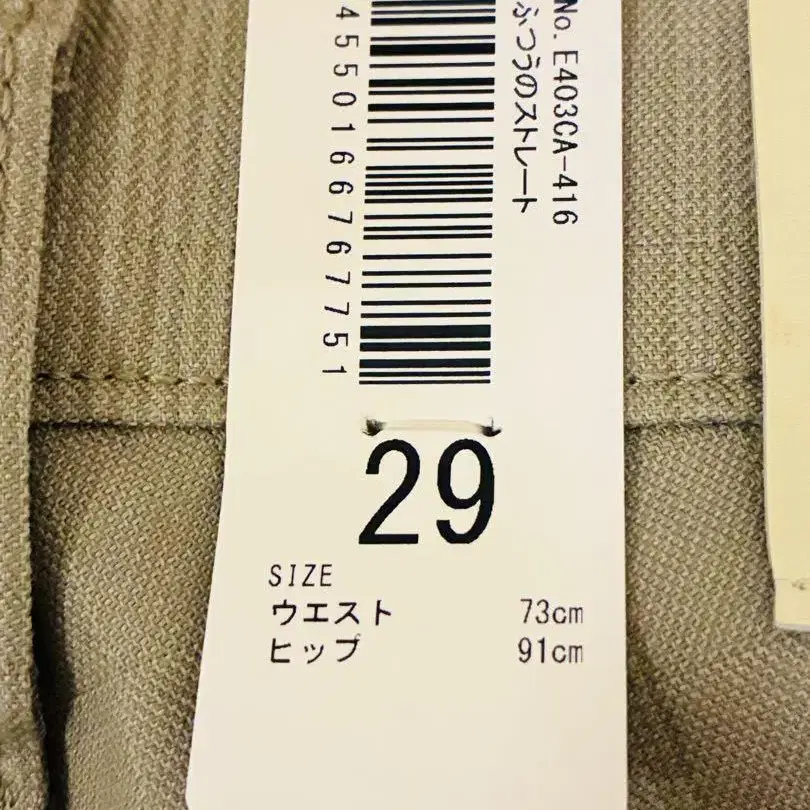 No. E403CA-416
ふつうのストレート
4550166767751
29
SIZE
ウエスト 73cm
ヒップ 91cm